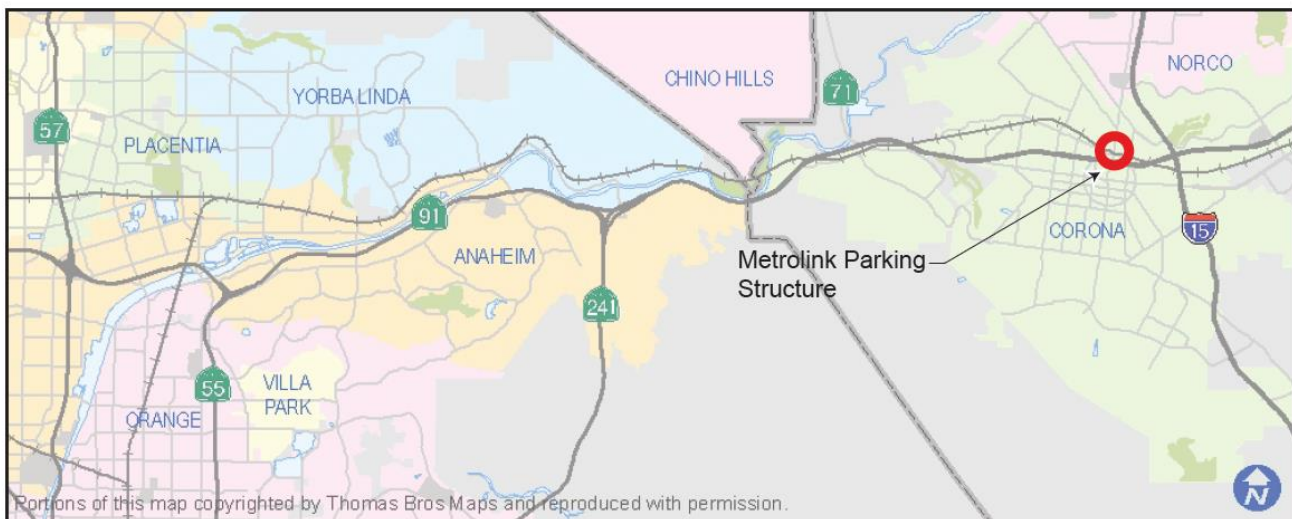 CHINO HILLS
NORCO
71
YORBA LINDA
57
PLACENTIA
91
CORONA
15
ANAHEIM
Metrolink Parking
Structure
241
55
VILLA
PARK
ORANGE
Portions of this map copyrighted by Thomas Bros Maps and reproduced with permission.
N